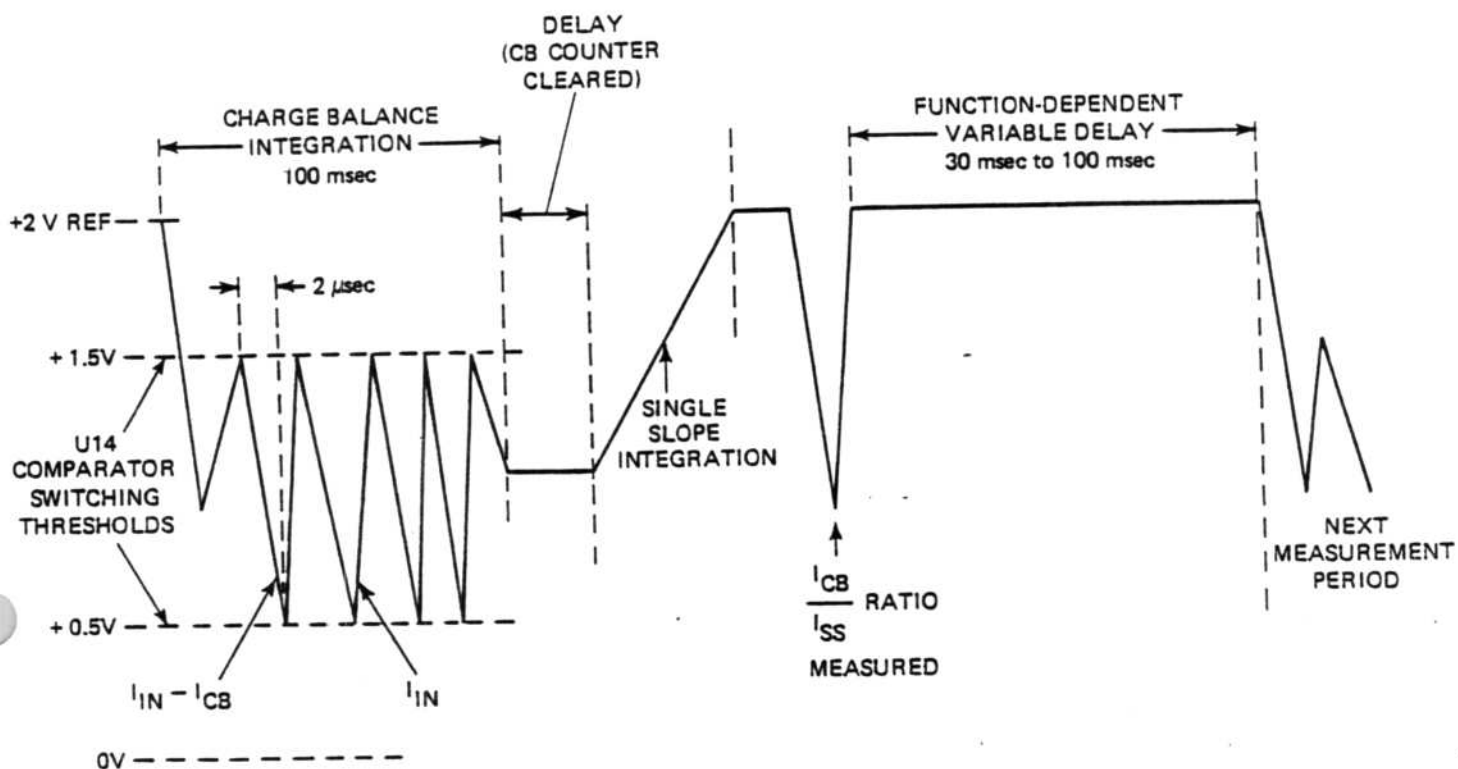 DELAY
(CB COUNTER
CLEARED)
CHARGE BALANCE
INTEGRATION
100 msec
FUNCTION-DEPENDENT
VARIABLE DELAY
30 msec to 100 msec
+2 V REF
2 μsec
+ 1.5V
U14
COMPARATOR
SWITCHING
THRESHOLDS
SINGLE
SLOPE
INTEGRATION
+ 0.5V
I_IN – I_CB
I_IN
I_CB
I_SS
RATIO
MEASURED
NEXT
MEASUREMENT
PERIOD
0V